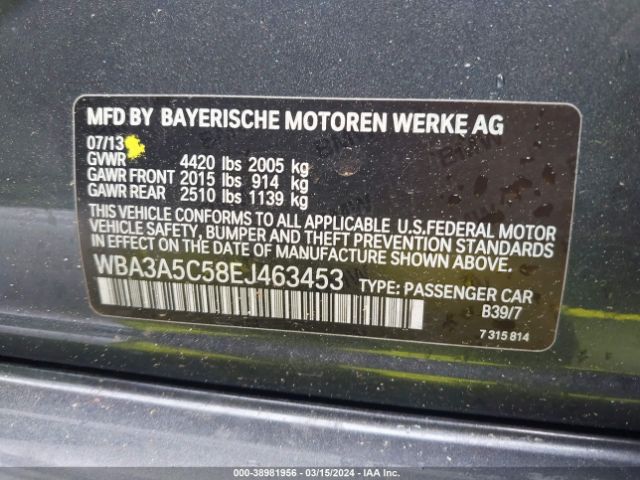 MFD BY BAYERISCHE MOTOREN WERKE AG
07/13
GVWR 4420 lbs 2005 kg
GAWR FRONT 2015 lbs 914 kg
GAWR REAR 2510 lbs 1139 kg
THIS VEHICLE CONFORMS TO ALL APPLICABLE U.S.FEDERAL MOTOR
VEHICLE SAFETY, BUMPER AND THEFT PREVENTION STANDARDS
IN EFFECT ON THE DATE OF MANUFACTURE SHOWN ABOVE.
WBA3A5C58EJ463453 TYPE: PASSENGER CAR
B39/7
7 315 814
000-38981956 - 03/15/2024 - IAA Inc.